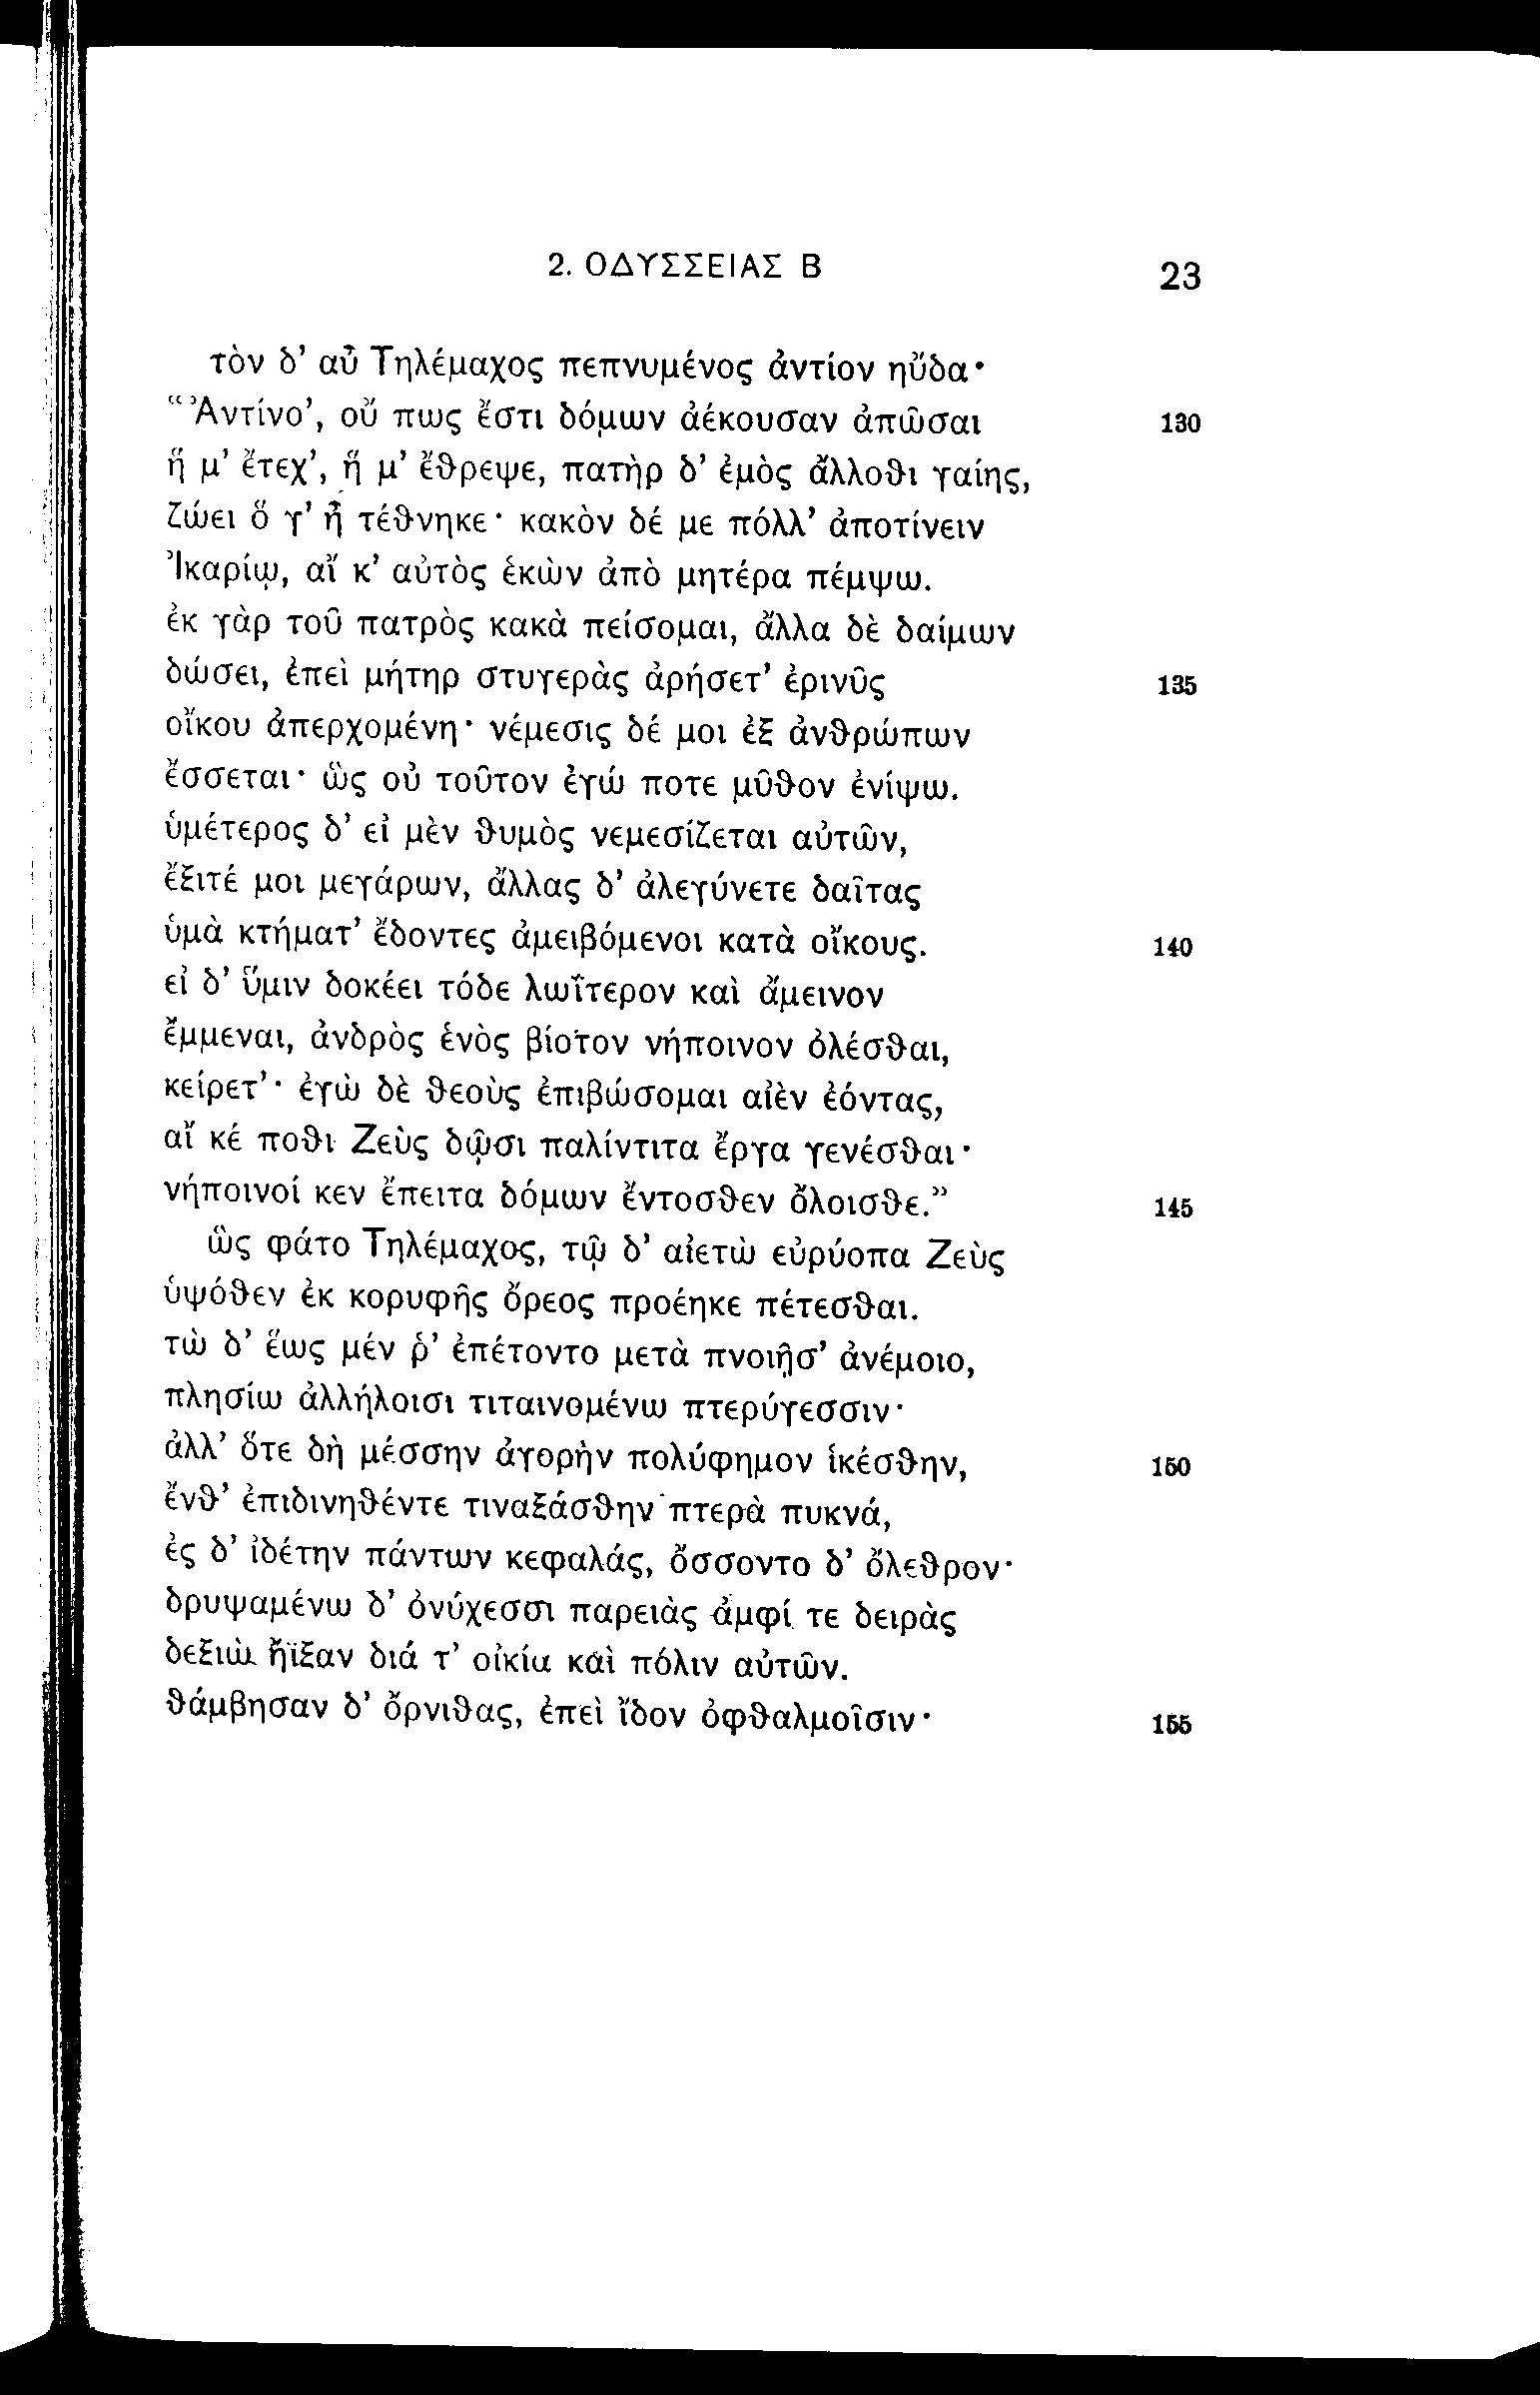 2. ΟΔΥΣΣΕΙΑΣ Β 23
τὸν δ’ αὖ Τηλέμαχος πεπνυμένος ἀντίον ηὔδα·
“Ἀντίνο’, οὔ πως ἔστι δόμων ἀέκουσαν ἀπῶσαι 130
ἥ μ’ ἔτεχ’, ἥ μ’ ἔθρεψε, πατὴρ δ’ ἐμὸς ἄλλοθι γαίης,
ζώει ὅ γ’ ἦ τέθνηκε· κακὸν δέ με πόλλ’ ἀποτίνειν
Ἰκαρίῳ, αἴ κ’ αὐτὸς ἑκὼν ἀπὸ μητέρα πέμψω.
ἐκ γὰρ τοῦ πατρὸς κακὰ πείσομαι, ἄλλα δὲ δαίμων
δώσει, ἐπεὶ μήτηρ στυγερὰς ἀρήσετ’ ἐρινῦς 135
οἴκου ἀπερχομένη· νέμεσις δέ μοι ἐξ ἀνθρώπων
ἔσσεται· ὣς οὐ τοῦτον ἐγώ ποτε μῦθον ἐνίψω.
ὑμέτερος δ’ εἰ μὲν θυμὸς νεμεσίζεται αὐτῶν,
ἔξιτέ μοι μεγάρων, ἄλλας δ’ ἀλεγύνετε δαῖτας
ὑμὰ κτήματ’ ἔδοντες ἀμειβόμενοι κατὰ οἴκους. 140
εἰ δ’ ὕμιν δοκέει τόδε λωΐτερον καὶ ἄμεινον
ἔμμεναι, ἀνδρὸς ἑνὸς βίοτον νήποινον ὀλέσθαι,
κείρετ’· ἐγὼ δὲ θεοὺς ἐπιβώσομαι αἰὲν ἐόντας,
αἴ κέ ποθι Ζεὺς δῷσι παλίντιτα ἔργα γενέσθαι·
νήποινοί κεν ἔπειτα δόμων ἔντοσθεν ὄλοισθε.” 145
ὣς φάτο Τηλέμαχος, τῷ δ’ αἰετὼ εὐρύοπα Ζεὺς
ὑψόθεν ἐκ κορυφῆς ὄρεος προέηκε πέτεσθαι.
τὼ δ’ ἕως μέν ῥ’ ἐπέτοντο μετὰ πνοιῇσ’ ἀνέμοιο,
πλησίω ἀλλήλοισι τιταινομένω πτερύγεσσιν·
ἀλλ’ ὅτε δὴ μέσσην ἀγορὴν πολύφημον ἱκέσθην, 150
ἔνθ’ ἐπιδινηθέντε τιναξάσθην πτερὰ πυκνά,
ἐς δ’ ἰδέτην πάντων κεφαλάς, ὄσσοντο δ’ ὄλεθρον·
δρυψαμένω δ’ ὀνύχεσσι παρειὰς ἀμφί τε δειρὰς
δεξιὼ ἤϊξαν διά τ’ οἰκία καὶ πόλιν αὐτῶν.
θάμβησαν δ’ ὄρνιθας, ἐπεὶ ἴδον ὀφθαλμοῖσιν· 155